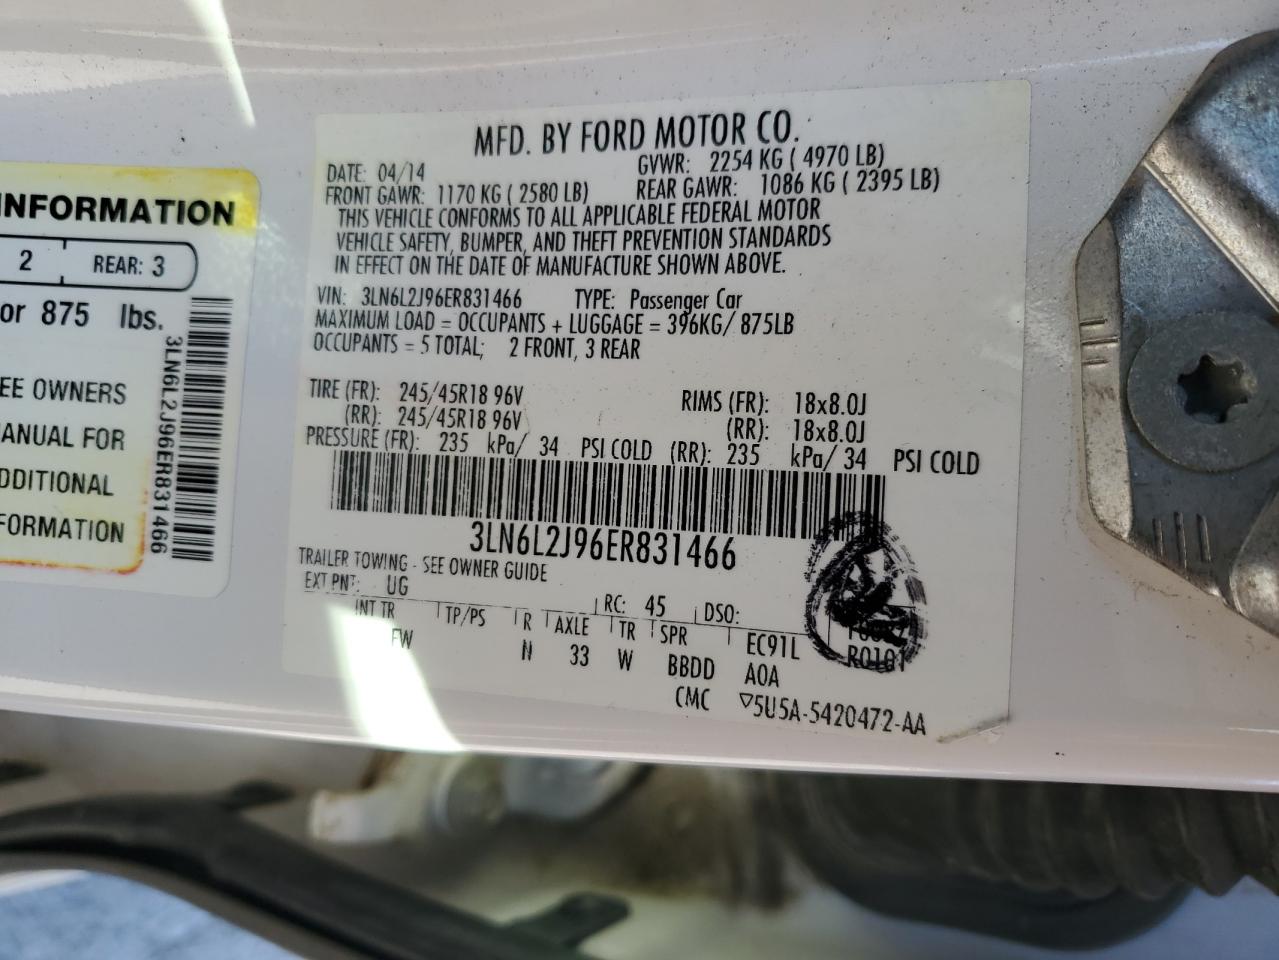 INFORMATION
2 REAR: 3
or 875 lbs.
EE OWNERS
MANUAL FOR
ADDITIONAL
FORMATION
3LN6L2J96ER831466
MFD. BY FORD MOTOR CO.
DATE: 04/14 GVWR: 2254 KG ( 4970 LB)
FRONT GAWR: 1170 KG ( 2580 LB) REAR GAWR: 1086 KG ( 2395 LB)
THIS VEHICLE CONFORMS TO ALL APPLICABLE FEDERAL MOTOR
VEHICLE SAFETY, BUMPER, AND THEFT PREVENTION STANDARDS
IN EFFECT ON THE DATE OF MANUFACTURE SHOWN ABOVE.
VIN: 3LN6L2J96ER831466 TYPE: Passenger Car
MAXIMUM LOAD = OCCUPANTS + LUGGAGE = 396KG/ 875LB
OCCUPANTS = 5 TOTAL; 2 FRONT, 3 REAR
TIRE (FR): 245/45R18 96V RIMS (FR): 18x8.0J
(RR): 245/45R18 96V (RR): 18x8.0J
PRESSURE (FR): 235 kPa/ 34 PSI COLD (RR): 235 kPa/ 34 PSI COLD
3LN6L2J96ER831466
TRAILER TOWING - SEE OWNER GUIDE
EXT PNT: UG RC: 45 DSO:
INT TR TP/PS R AXLE TR SPR EC91L
FW N 33 W BBDD AOA R0101
CMC ▽5U5A-5420472-AA